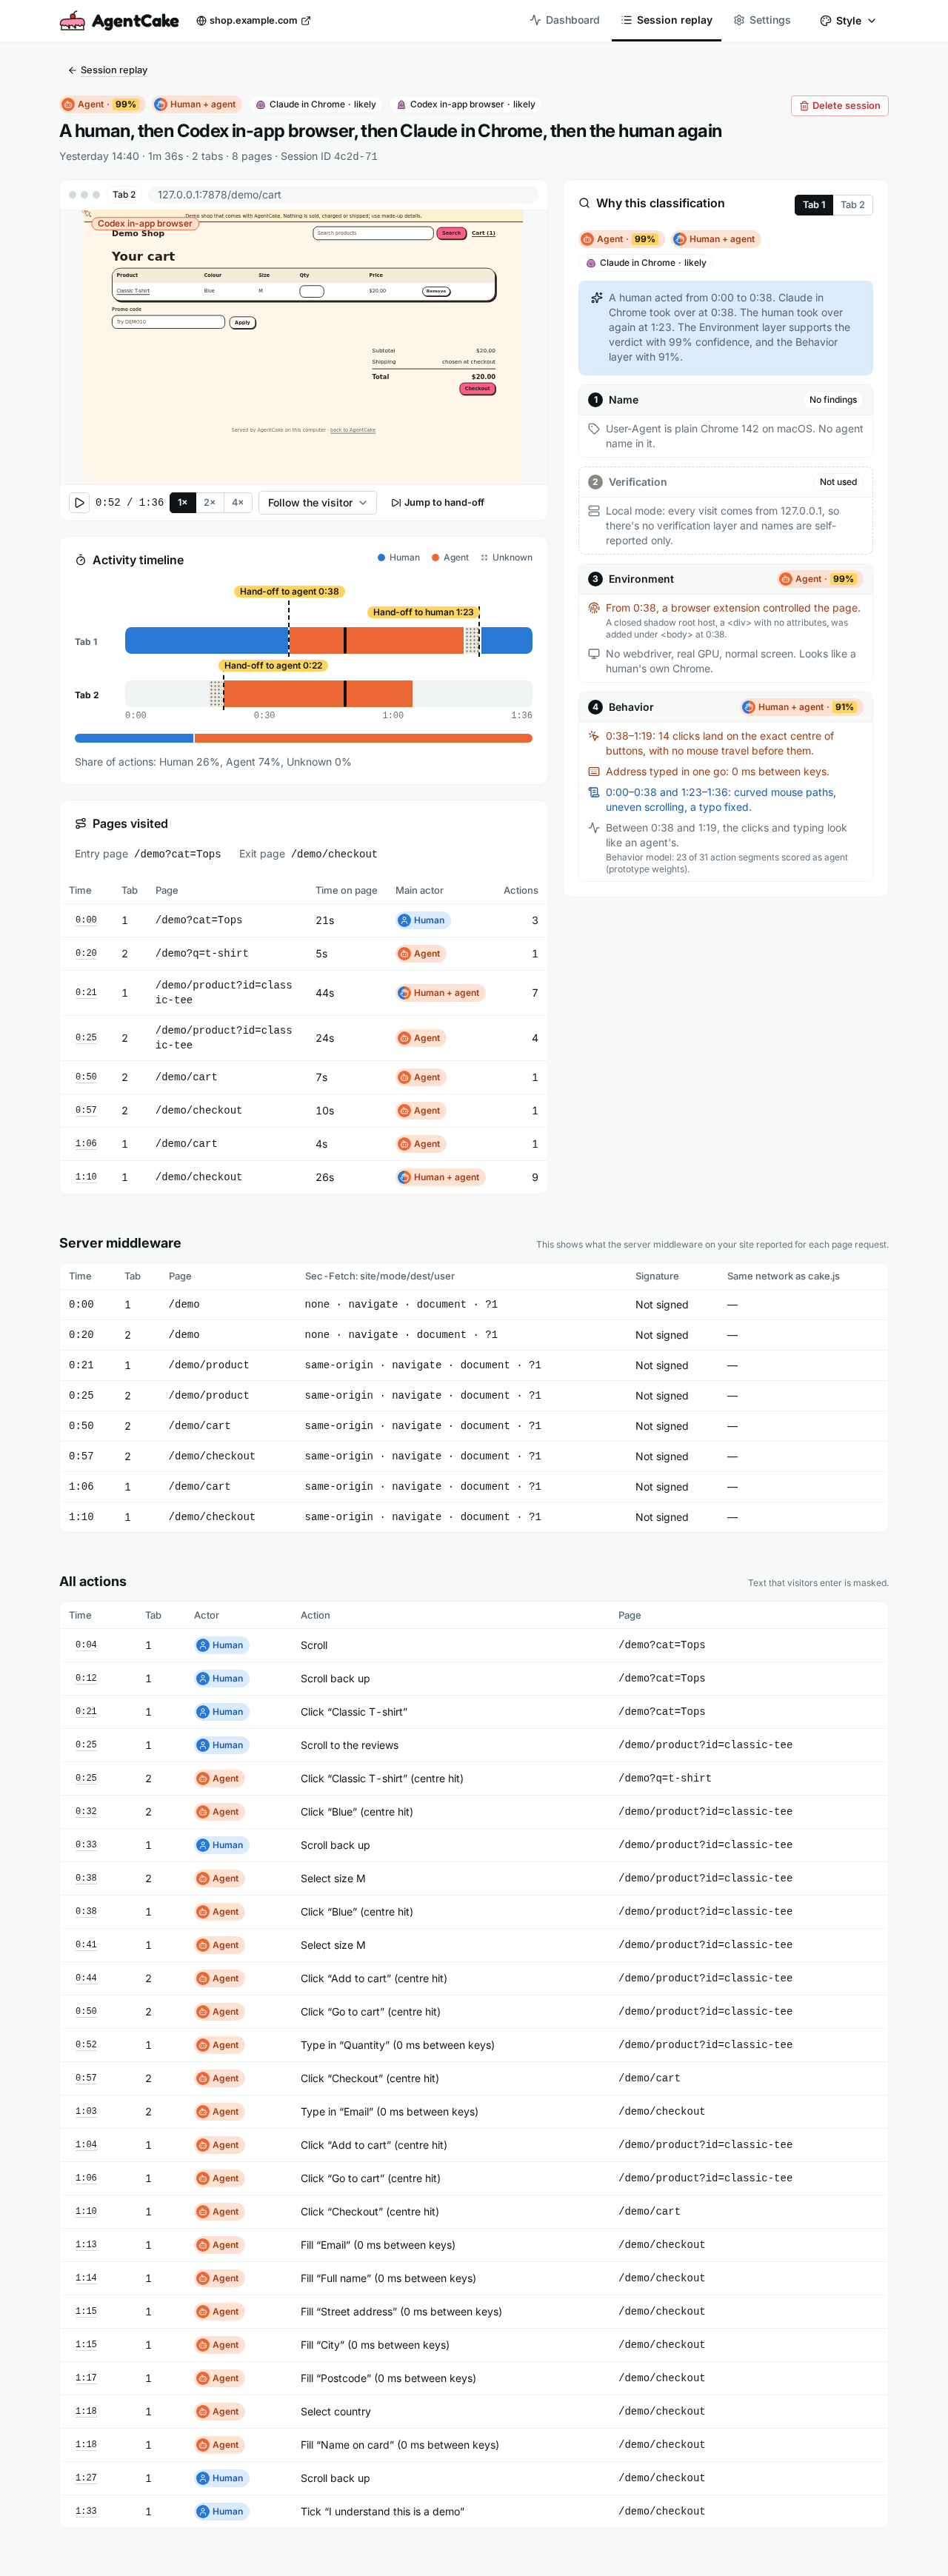 AgentCake
shop.example.com
Dashboard
Session replay
Settings
Style
Session replay
Agent · 99%
Human + agent
Claude in Chrome · likely
Codex in-app browser · likely
Delete session
A human, then Codex in-app browser, then Claude in Chrome, then the human again
Yesterday 14:40 · 1m 36s · 2 tabs · 8 pages · Session ID 4c2d-71
Tab 2
127.0.0.1:7878/demo/cart
Demo shop that comes with AgentCake. Nothing is sold, charged or shipped; use made-up details.
Codex in-app browser
Demo Shop
Search products
Search
Cart (1)
Your cart
Product Colour Size Qty Price
Classic T-shirt Blue M $20.00 Remove
Promo code
Try DEMO10
Apply
Subtotal $20.00
Shipping chosen at checkout
Total $20.00
Checkout
Served by AgentCake on this computer · back to AgentCake
0:52 / 1:36
1× 2× 4×
Follow the visitor
Jump to hand-off
Activity timeline
Human Agent Unknown
Hand-off to agent 0:38
Hand-off to human 1:23
Tab 1
Hand-off to agent 0:22
Tab 2
0:00 0:30 1:00 1:36
Share of actions: Human 26%, Agent 74%, Unknown 0%
Pages visited
Entry page /demo?cat=Tops Exit page /demo/checkout
Time Tab Page Time on page Main actor Actions
0:00 1 /demo?cat=Tops 21s Human 3
0:20 2 /demo?q=t-shirt 5s Agent 1
0:21 1 /demo/product?id=class
ic-tee 44s Human + agent 7
0:25 2 /demo/product?id=class
ic-tee 24s Agent 4
0:50 2 /demo/cart 7s Agent 1
0:57 2 /demo/checkout 10s Agent 1
1:06 1 /demo/cart 4s Agent 1
1:10 1 /demo/checkout 26s Human + agent 9
Why this classification
Tab 1 Tab 2
Agent · 99%
Human + agent
Claude in Chrome · likely
A human acted from 0:00 to 0:38. Claude in
Chrome took over at 0:38. The human took over
again at 1:23. The Environment layer supports the
verdict with 99% confidence, and the Behavior
layer with 91%.
1 Name No findings
User-Agent is plain Chrome 142 on macOS. No agent
name in it.
2 Verification Not used
Local mode: every visit comes from 127.0.0.1, so
there's no verification layer and names are self-
reported only.
3 Environment Agent · 99%
From 0:38, a browser extension controlled the page.
A closed shadow root host, a <div> with no attributes, was
added under <body> at 0:38.
No webdriver, real GPU, normal screen. Looks like a
human's own Chrome.
4 Behavior Human + agent · 91%
0:38–1:19: 14 clicks land on the exact centre of
buttons, with no mouse travel before them.
Address typed in one go: 0 ms between keys.
0:00–0:38 and 1:23–1:36: curved mouse paths,
uneven scrolling, a typo fixed.
Between 0:38 and 1:19, the clicks and typing look
like an agent's.
Behavior model: 23 of 31 action segments scored as agent
(prototype weights).
Server middleware
This shows what the server middleware on your site reported for each page request.
Time Tab Page Sec-Fetch: site/mode/dest/user Signature Same network as cake.js
0:00 1 /demo none · navigate · document · ?1 Not signed —
0:20 2 /demo none · navigate · document · ?1 Not signed —
0:21 1 /demo/product same-origin · navigate · document · ?1 Not signed —
0:25 2 /demo/product same-origin · navigate · document · ?1 Not signed —
0:50 2 /demo/cart same-origin · navigate · document · ?1 Not signed —
0:57 2 /demo/checkout same-origin · navigate · document · ?1 Not signed —
1:06 1 /demo/cart same-origin · navigate · document · ?1 Not signed —
1:10 1 /demo/checkout same-origin · navigate · document · ?1 Not signed —
All actions
Text that visitors enter is masked.
Time Tab Actor Action Page
0:04 1 Human Scroll /demo?cat=Tops
0:12 1 Human Scroll back up /demo?cat=Tops
0:21 1 Human Click “Classic T-shirt” /demo?cat=Tops
0:25 1 Human Scroll to the reviews /demo/product?id=classic-tee
0:25 2 Agent Click “Classic T-shirt” (centre hit) /demo?q=t-shirt
0:32 2 Agent Click “Blue” (centre hit) /demo/product?id=classic-tee
0:33 1 Human Scroll back up /demo/product?id=classic-tee
0:38 2 Agent Select size M /demo/product?id=classic-tee
0:38 1 Agent Click “Blue” (centre hit) /demo/product?id=classic-tee
0:41 1 Agent Select size M /demo/product?id=classic-tee
0:44 2 Agent Click “Add to cart” (centre hit) /demo/product?id=classic-tee
0:50 2 Agent Click “Go to cart” (centre hit) /demo/product?id=classic-tee
0:52 1 Agent Type in “Quantity” (0 ms between keys) /demo/product?id=classic-tee
0:57 2 Agent Click “Checkout” (centre hit) /demo/cart
1:03 2 Agent Type in “Email” (0 ms between keys) /demo/checkout
1:04 1 Agent Click “Add to cart” (centre hit) /demo/product?id=classic-tee
1:06 1 Agent Click “Go to cart” (centre hit) /demo/product?id=classic-tee
1:10 1 Agent Click “Checkout” (centre hit) /demo/cart
1:13 1 Agent Fill “Email” (0 ms between keys) /demo/checkout
1:14 1 Agent Fill “Full name” (0 ms between keys) /demo/checkout
1:15 1 Agent Fill “Street address” (0 ms between keys) /demo/checkout
1:15 1 Agent Fill “City” (0 ms between keys) /demo/checkout
1:17 1 Agent Fill “Postcode” (0 ms between keys) /demo/checkout
1:18 1 Agent Select country /demo/checkout
1:18 1 Agent Fill “Name on card” (0 ms between keys) /demo/checkout
1:27 1 Human Scroll back up /demo/checkout
1:33 1 Human Tick “I understand this is a demo” /demo/checkout